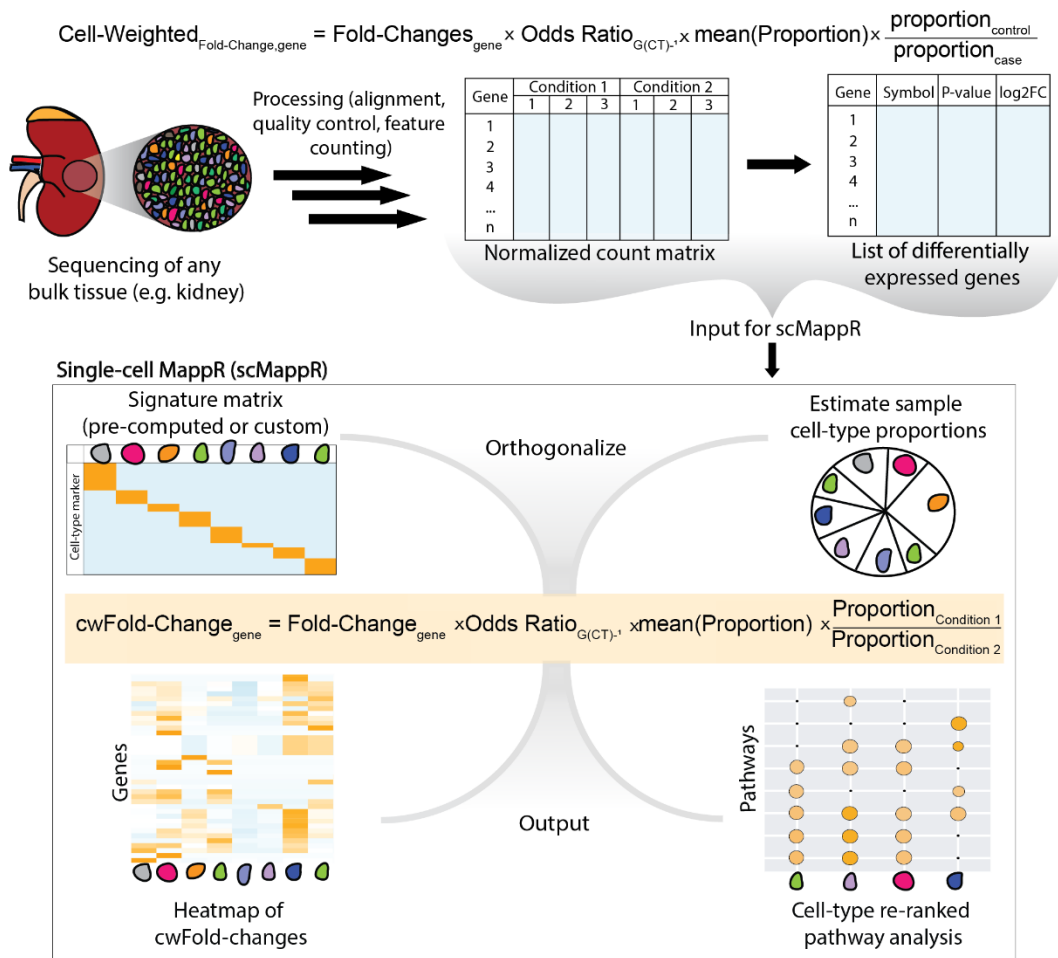 Cell-Weighted Fold-Change,gene = Fold-Changes gene × Odds Ratio G(CT)-¹ × mean(Proportion) × proportion control / proportion case
Processing (alignment,
quality control, feature
counting)
Gene Condition 1 Condition 2
1 2 3 1 2 3
1
2
3
4
...
n
Normalized count matrix
Gene Symbol P-value log2FC
1
2
3
4
...
n
List of differentially
expressed genes
Sequencing of any
bulk tissue (e.g. kidney)
Input for scMappR
Single-cell MappR (scMappR)
Signature matrix
(pre-computed or custom)
Cell-type marker
Orthogonalize
Estimate sample
cell-type proportions
cwFold-Change gene = Fold-Change gene ×Odds Ratio G(CT)-¹ ×mean(Proportion) × Proportion Condition 1 / Proportion Condition 2
Genes
Heatmap of
cwFold-changes
Output
Pathways
Cell-type re-ranked
pathway analysis